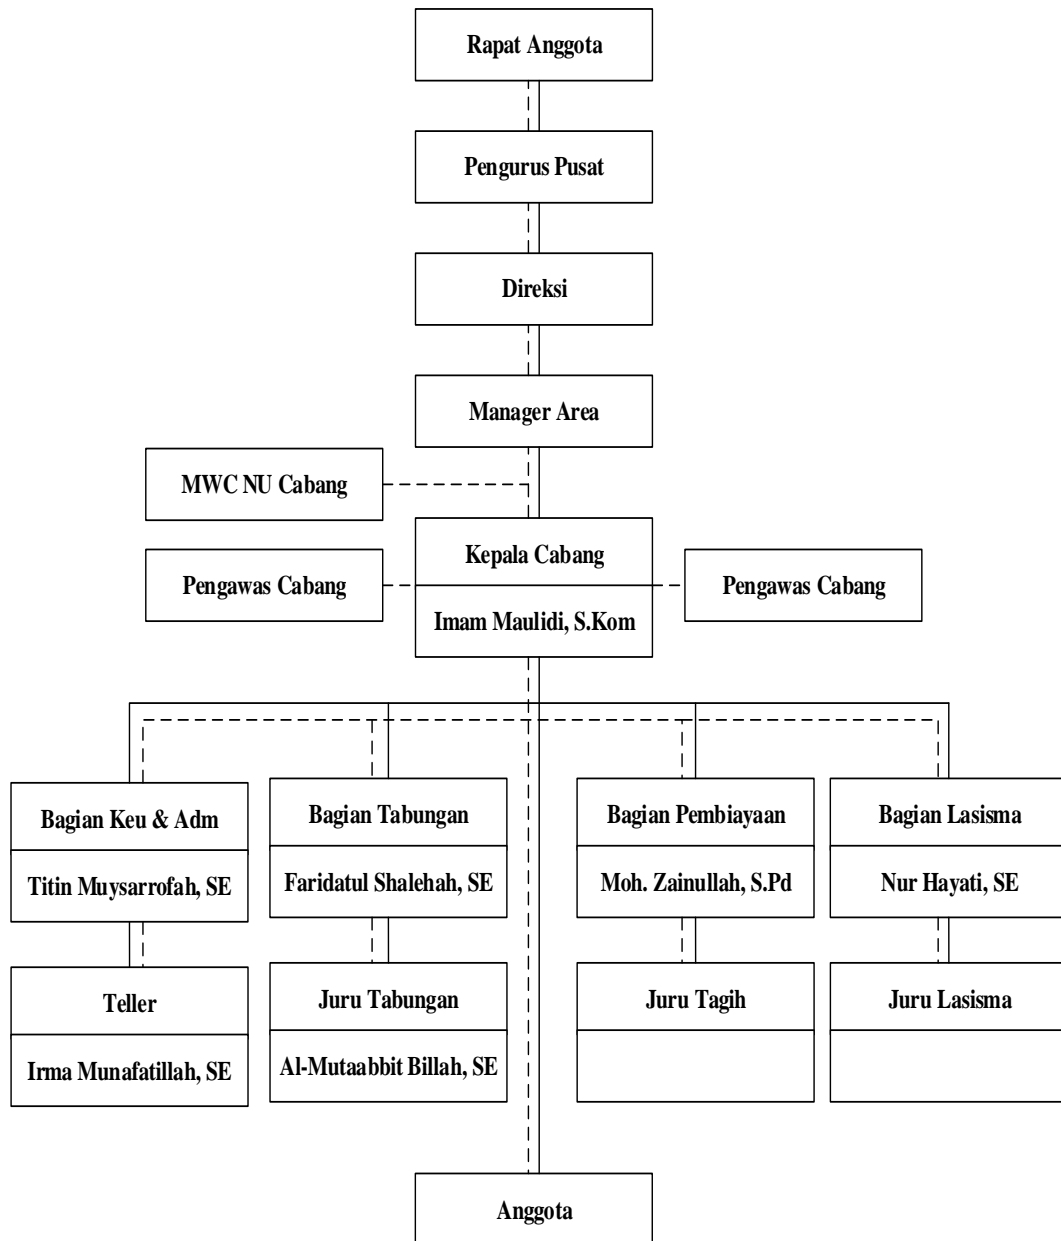 Rapat Anggota
Pengurus Pusat
Direksi
Manager Area
MWC NU Cabang
Kepala Cabang
Pengawas Cabang
Pengawas Cabang
Imam Maulidi, S.Kom
Bagian Keu & Adm
Bagian Tabungan
Bagian Pembiayaan
Bagian Lasisma
Titin Muysarrofah, SE
Faridatul Shalehah, SE
Moh. Zainullah, S.Pd
Nur Hayati, SE
Teller
Juru Tabungan
Juru Tagih
Juru Lasisma
Irma Munafatillah, SE
Al-Mutaabbit Billah, SE
Anggota